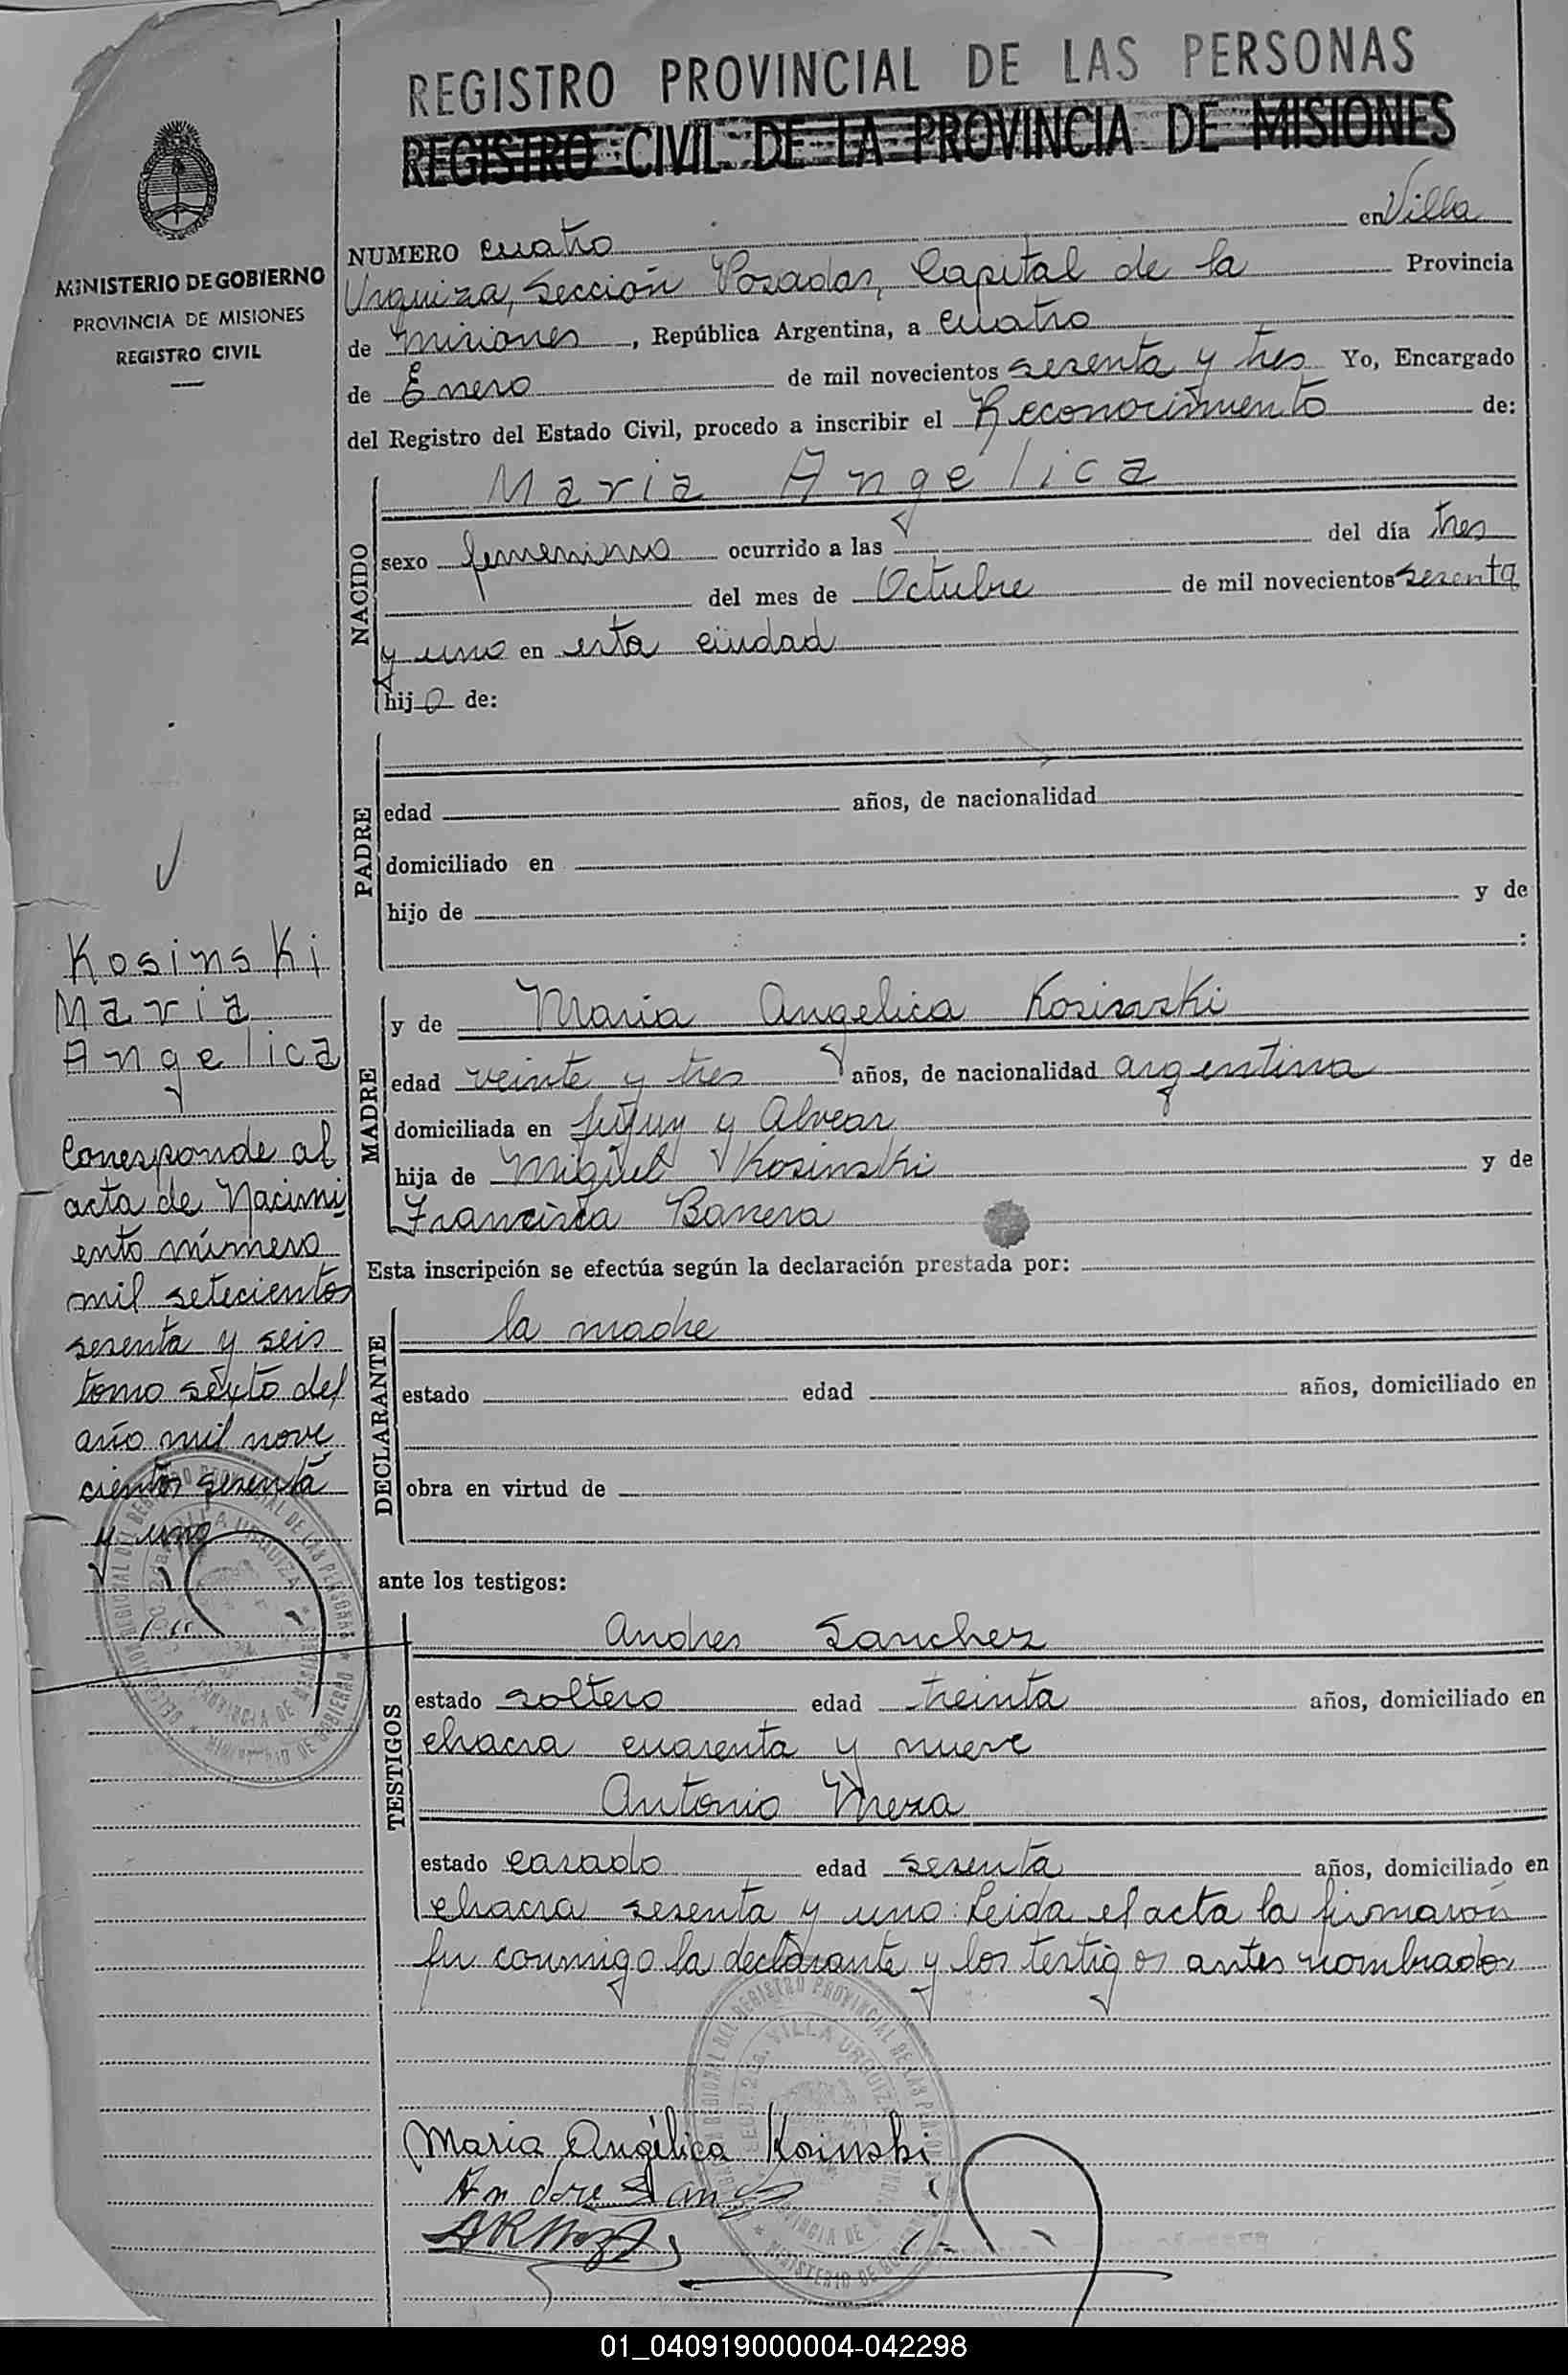 REGISTRO PROVINCIAL DE LAS PERSONAS
REGISTRO CIVIL DE LA PROVINCIA DE MISIONES
MINISTERIO DE GOBIERNO
PROVINCIA DE MISIONES
REGISTRO CIVIL
NUMERO cuatro en Villa
Urquiza, Sección Posadas, Capital de la Provincia
de Misiones, República Argentina, a cuatro
de Enero de mil novecientos sesenta y tres Yo, Encargado
del Registro del Estado Civil, procedo a inscribir el Reconocimiento de:
NACIDO
Maria Angélica
sexo femenino ocurrido a las del día tres
del mes de Octubre de mil novecientos sesenta
y uno en esta ciudad
hija de:
PADRE
edad años, de nacionalidad
domiciliado en
hijo de y de
:
MADRE
y de Maria Angelica Kosinski
edad veinte y tres años, de nacionalidad argentina
domiciliada en Jujuy y Alvear
hija de Miguel Kosinski y de
Francisca
Esta inscripción se efectúa según la declaración prestada por:
DECLARANTE
la madre
estado edad años, domiciliado en
obra en virtud de
ante los testigos:
TESTIGOS
Andres Sanchez
estado soltero edad treinta años, domiciliado en
chacra cuarenta y nueve
Antonio Meza
estado casado edad sesenta años, domiciliado en
chacra sesenta y uno: Leida el acta la firmaron
conmigo la declarante y los testigos antes nombrados
Maria Angélica Kosinski
Kosinski
Maria
Angelica
Corresponde al
acta de Nacimi
ento número
mil setecientos
sesenta y seis
tomo sexto del
año mil nove
cientos sesenta
y uno
VILLA URQUIZA
01_040919000004-042298